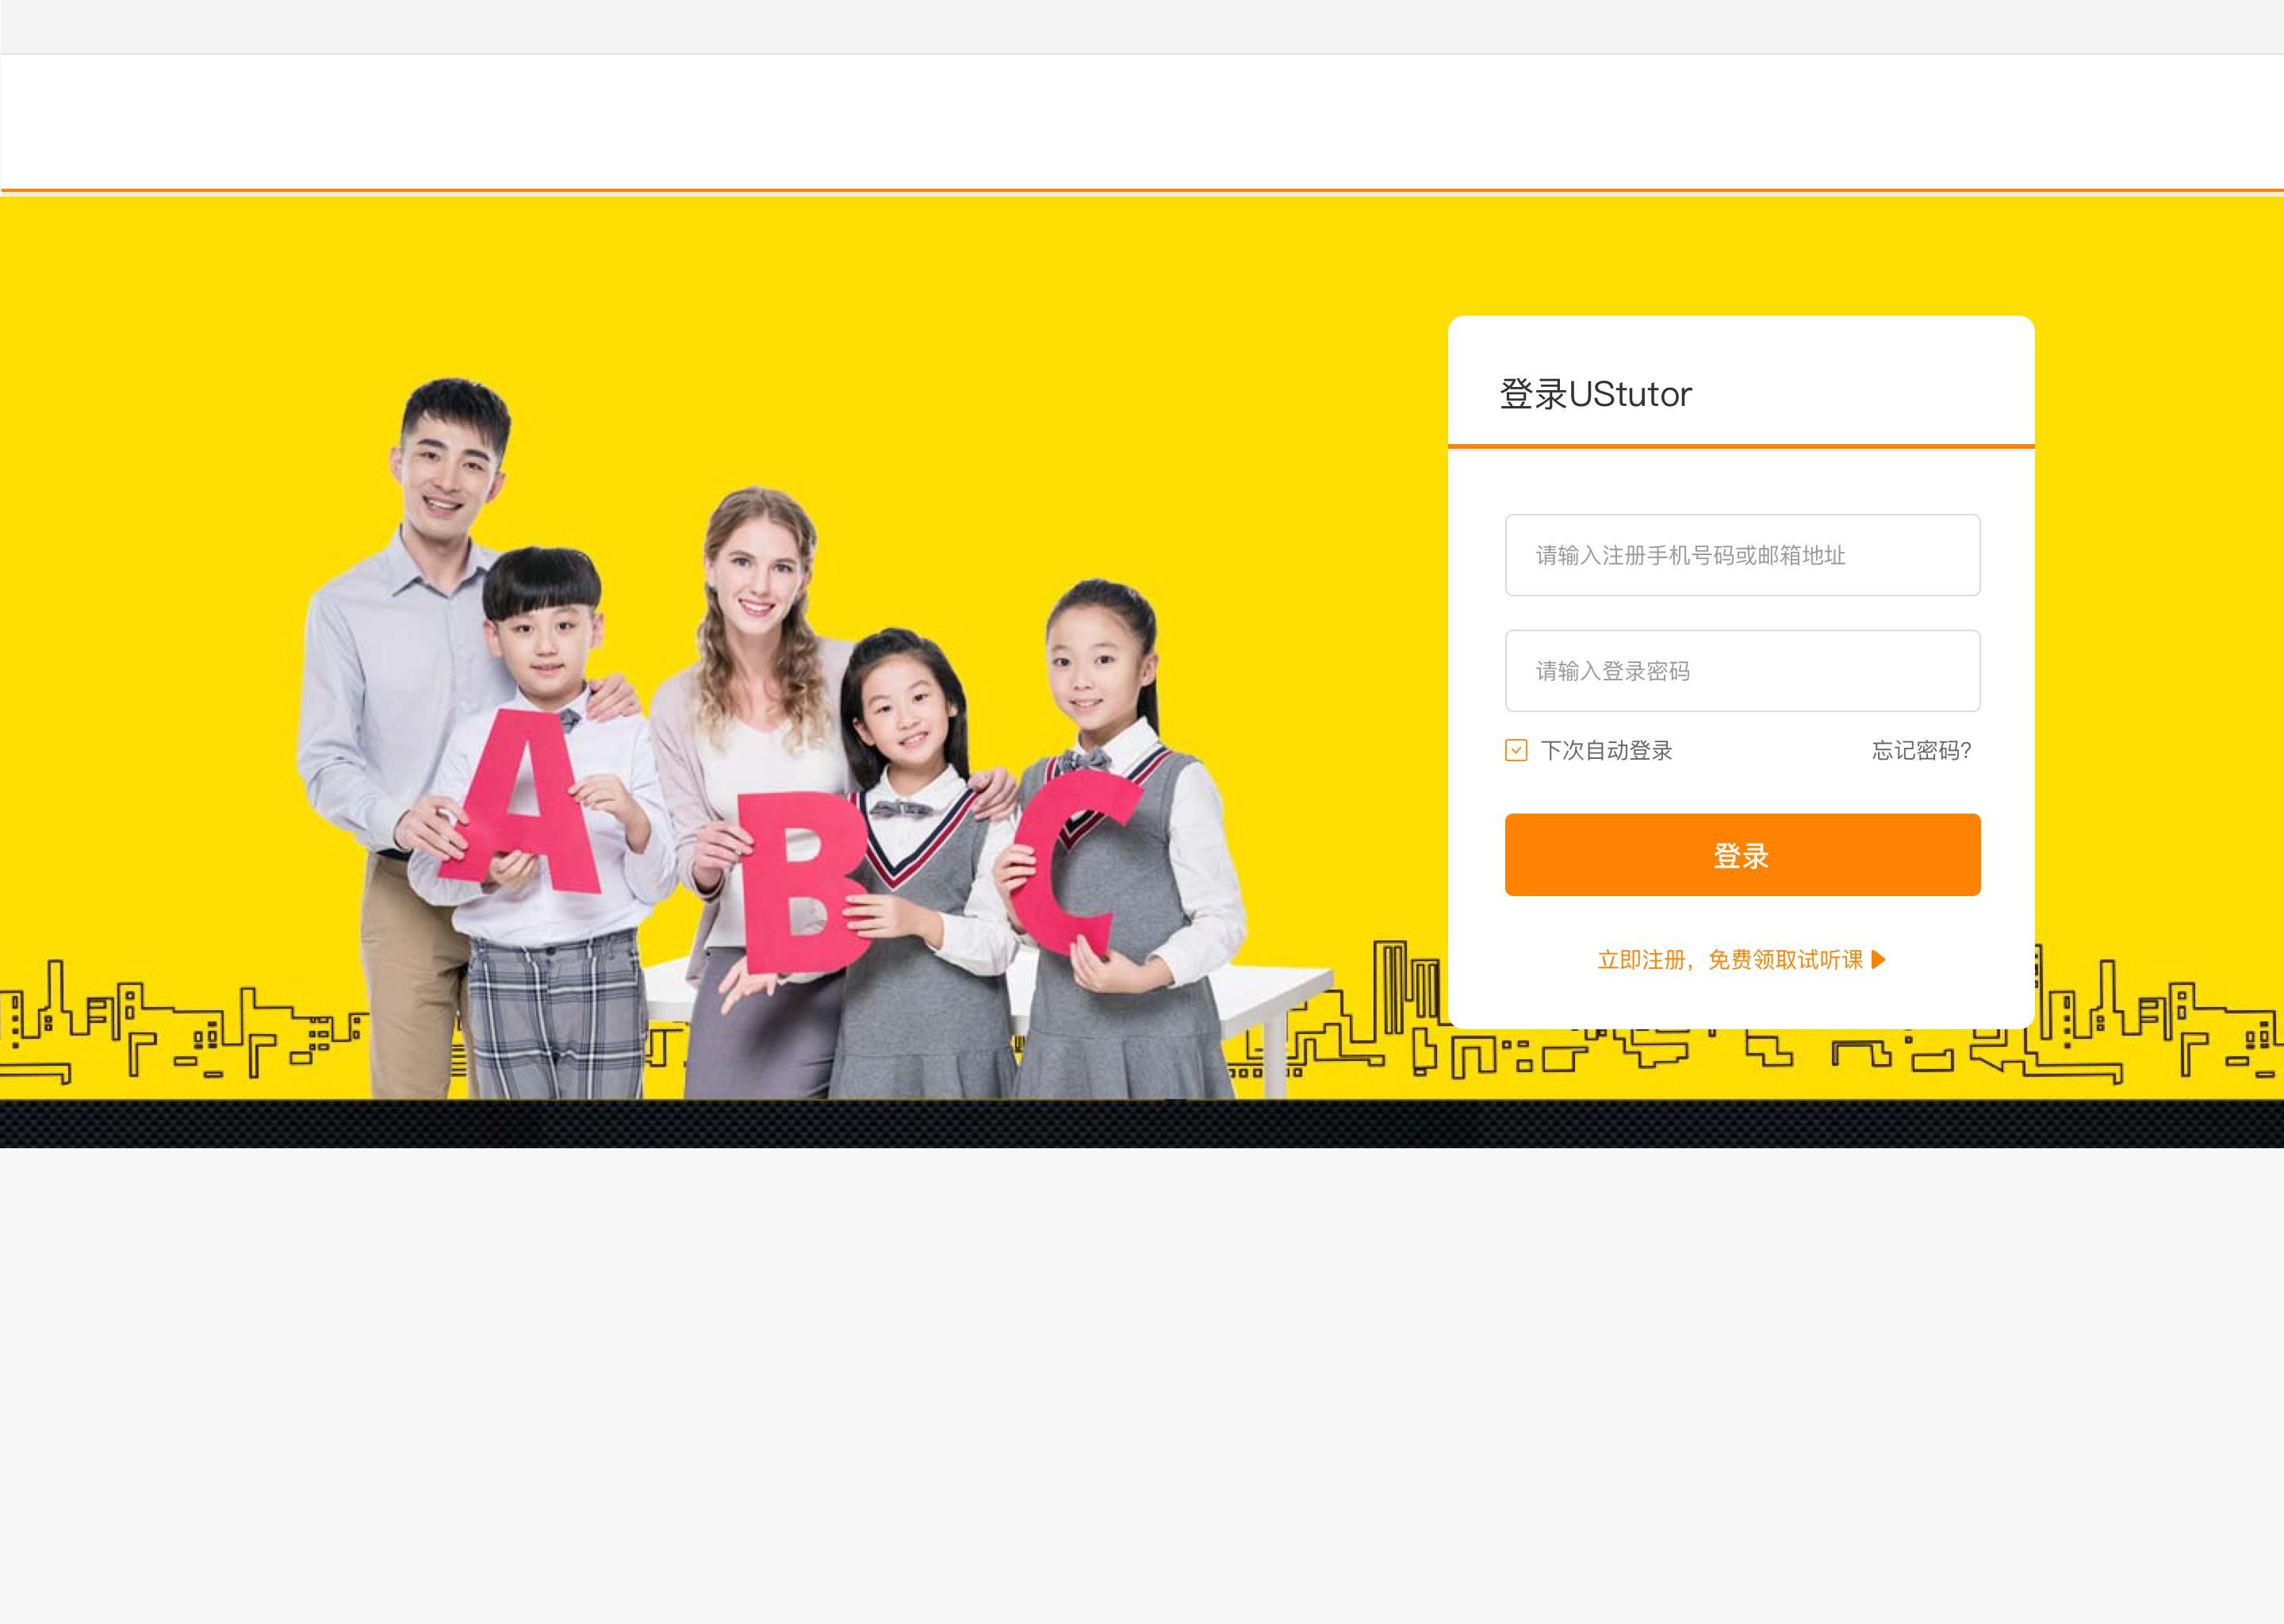 登录UStutor
请输入注册手机号码或邮箱地址
请输入登录密码
下次自动登录 忘记密码?
登录
立即注册，免费领取试听课
A B C